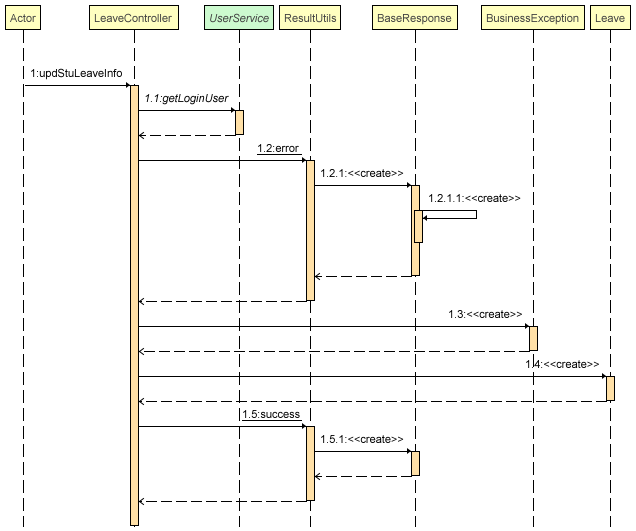 Actor LeaveController UserService ResultUtils BaseResponse BusinessException Leave
1:updStuLeaveInfo
1.1:getLoginUser
1.2:error
1.2.1:<<create>>
1.2.1.1:<<create>>
1.3:<<create>>
1.4:<<create>>
1.5:success
1.5.1:<<create>>